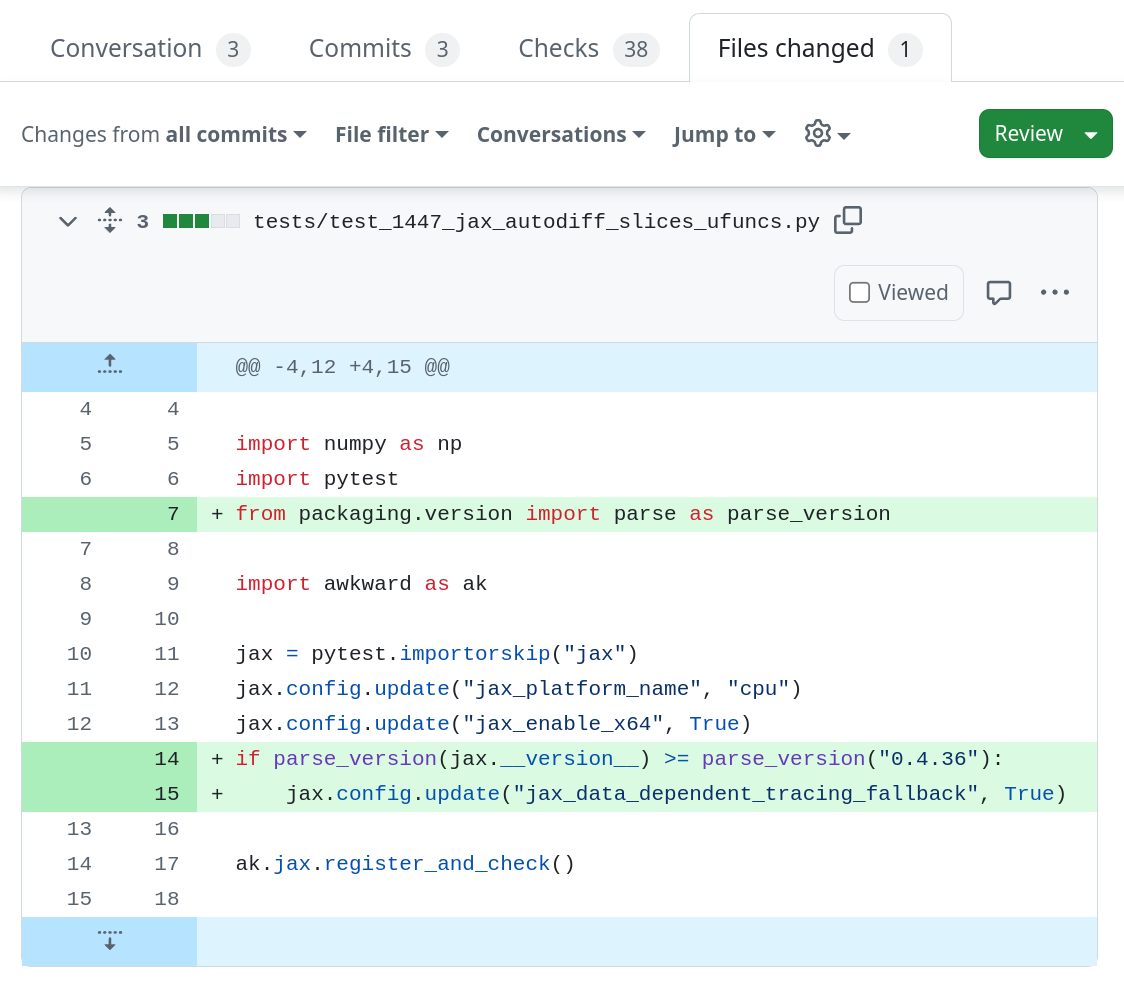 Conversation 3 Commits 3 Checks 38 Files changed 1
Changes from all commits File filter Conversations Jump to Review
3 tests/test_1447_jax_autodiff_slices_ufuncs.py
Viewed
@@ -4,12 +4,15 @@
4 4
5 5 import numpy as np
6 6 import pytest
7 + from packaging.version import parse as parse_version
7 8
8 9 import awkward as ak
9 10
10 11 jax = pytest.importorskip("jax")
11 12 jax.config.update("jax_platform_name", "cpu")
12 13 jax.config.update("jax_enable_x64", True)
14 + if parse_version(jax.__version__) >= parse_version("0.4.36"):
15 +     jax.config.update("jax_data_dependent_tracing_fallback", True)
13 16
14 17 ak.jax.register_and_check()
15 18